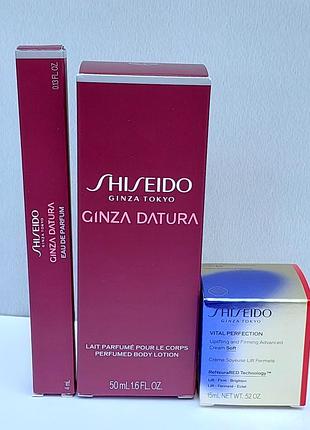 0.13 FL. OZ.
SHISEIDO
GINZA TOKYO
GINZA DATURA
EAU DE PARFUM
4 mL
SHISEIDO
GINZA TOKYO
GINZA DATURA
LAIT PARFUMÉ POUR LE CORPS
PERFUMED BODY LOTION
50 mL 1.6 FL. OZ.
SHISEIDO
VITAL PERFECTION
Uplifting and Firming Advanced
Cream Soft
Crème Soyeuse Lift Fermeté
ReNeuraRED Technology™
Lift · Firm · Brighten
Lift · Fermeté · Éclat
15mL NET WT. .52 OZ.